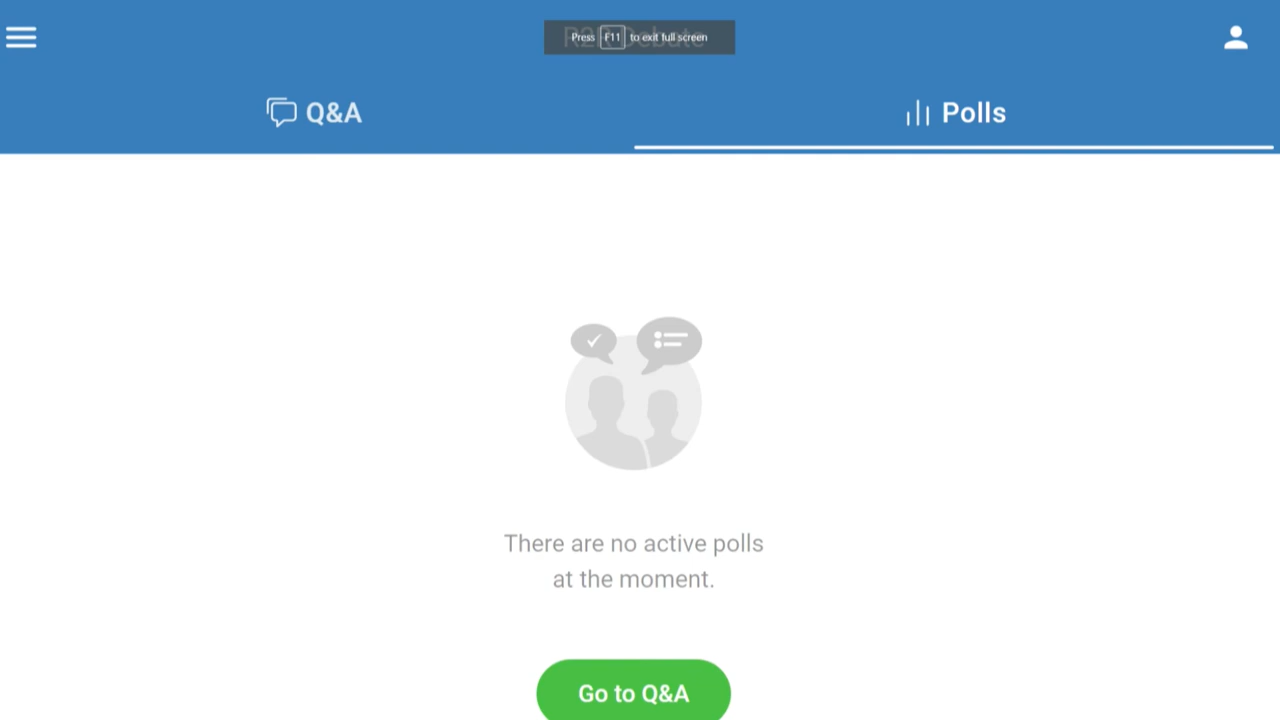 Press F11 to exit full screen
Q&A
Polls
There are no active polls
at the moment.
Go to Q&A